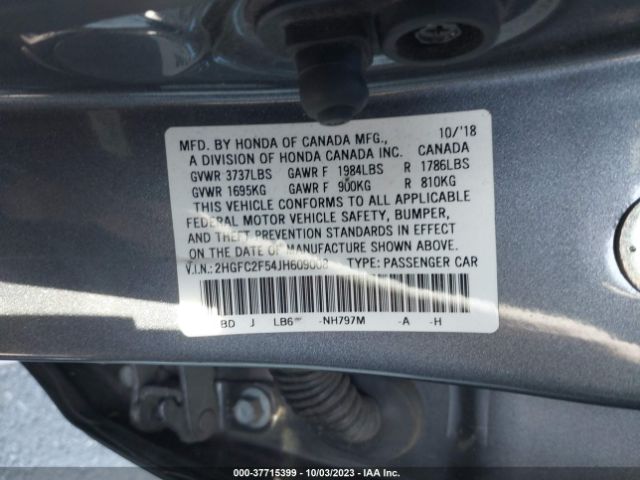 MFD. BY HONDA OF CANADA MFG., 10/'18
A DIVISION OF HONDA CANADA INC. CANADA
GVWR 3737LBS GAWR F 1984LBS R 1786LBS
GVWR 1695KG GAWR F 900KG R 810KG
THIS VEHICLE CONFORMS TO ALL APPLICABLE
FEDERAL MOTOR VEHICLE SAFETY, BUMPER,
AND THEFT PREVENTION STANDARDS IN EFFECT
ON THE DATE OF MANUFACTURE SHOWN ABOVE.
V.I.N.: 2HGFC2F54JH609008 TYPE: PASSENGER CAR
BD J LB6 -NH797M -A -H
000-37715399 - 10/03/2023 - IAA Inc.